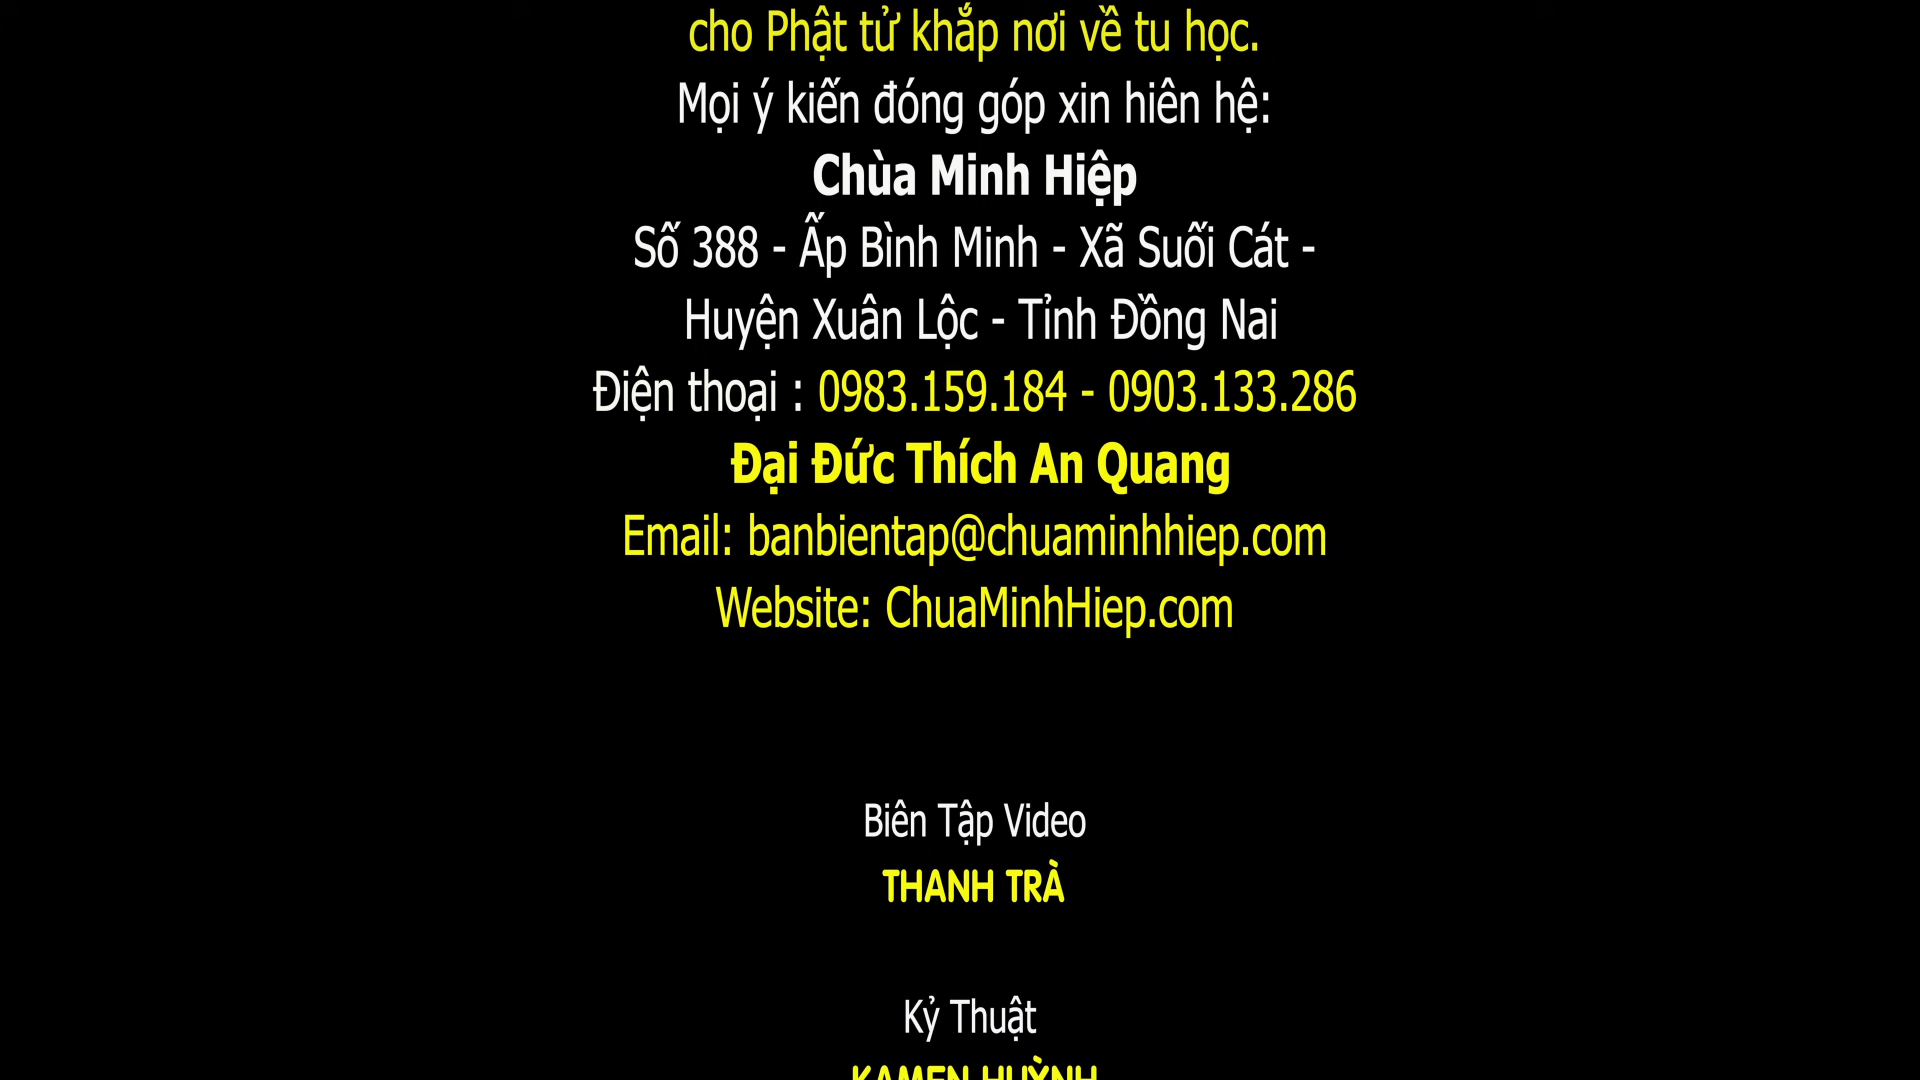 cho Phật tử khắp nơi về tu học.
Mọi ý kiến đóng góp xin hiên hệ:
Chùa Minh Hiệp
Số 388 - Ấp Bình Minh - Xã Suối Cát -
Huyện Xuân Lộc - Tỉnh Đồng Nai
Điện thoại : 0983.159.184 - 0903.133.286
Đại Đức Thích An Quang
Email: banbientap@chuaminhhiep.com
Website: ChuaMinhHiep.com
Biên Tập Video
THANH TRÀ
Kỷ Thuật
KAMEN HUỲNH